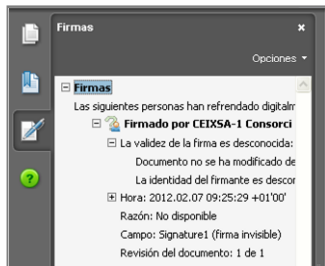 Firmas
Opciones
Firmas
Las siguientes personas han refrendado digitalm
Firmado por CEIXSA-1 Consorci
La validez de la firma es desconocida:
Documento no se ha modificado de
La identidad del firmante es descor
Hora: 2012.02.07 09:25:29 +01'00'
Razón: No disponible
Campo: Signature1 (firma invisible)
Revisión del documento: 1 de 1